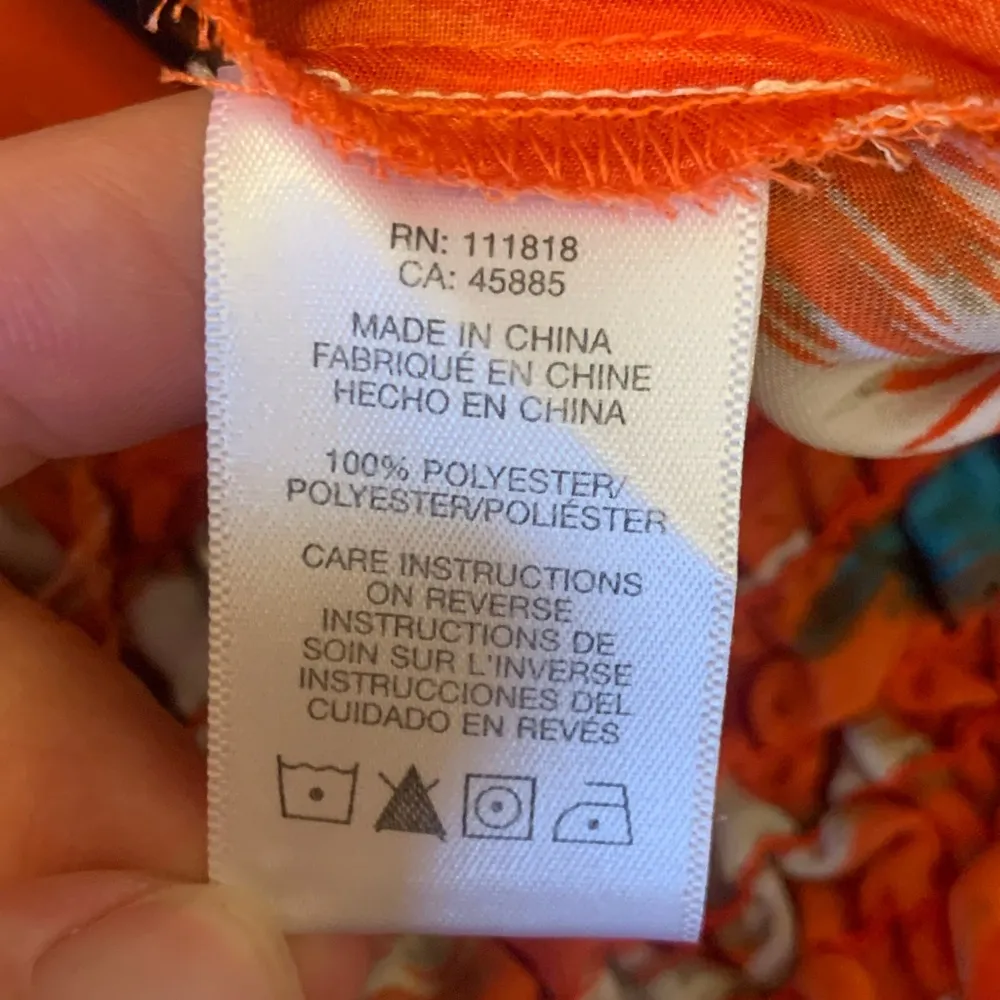 RN: 111818
CA: 45885
MADE IN CHINA
FABRIQUÉ EN CHINE
HECHO EN CHINA
100% POLYESTER/
POLYESTER/POLIÉSTER
CARE INSTRUCTIONS
ON REVERSE
INSTRUCTIONS DE
SOIN SUR L'INVERSE
INSTRUCCIONES DEL
CUIDADO EN REVÉS